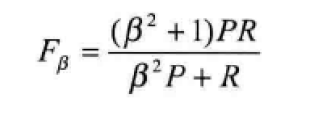 F_β = (β² + 1)PR / β²P + R